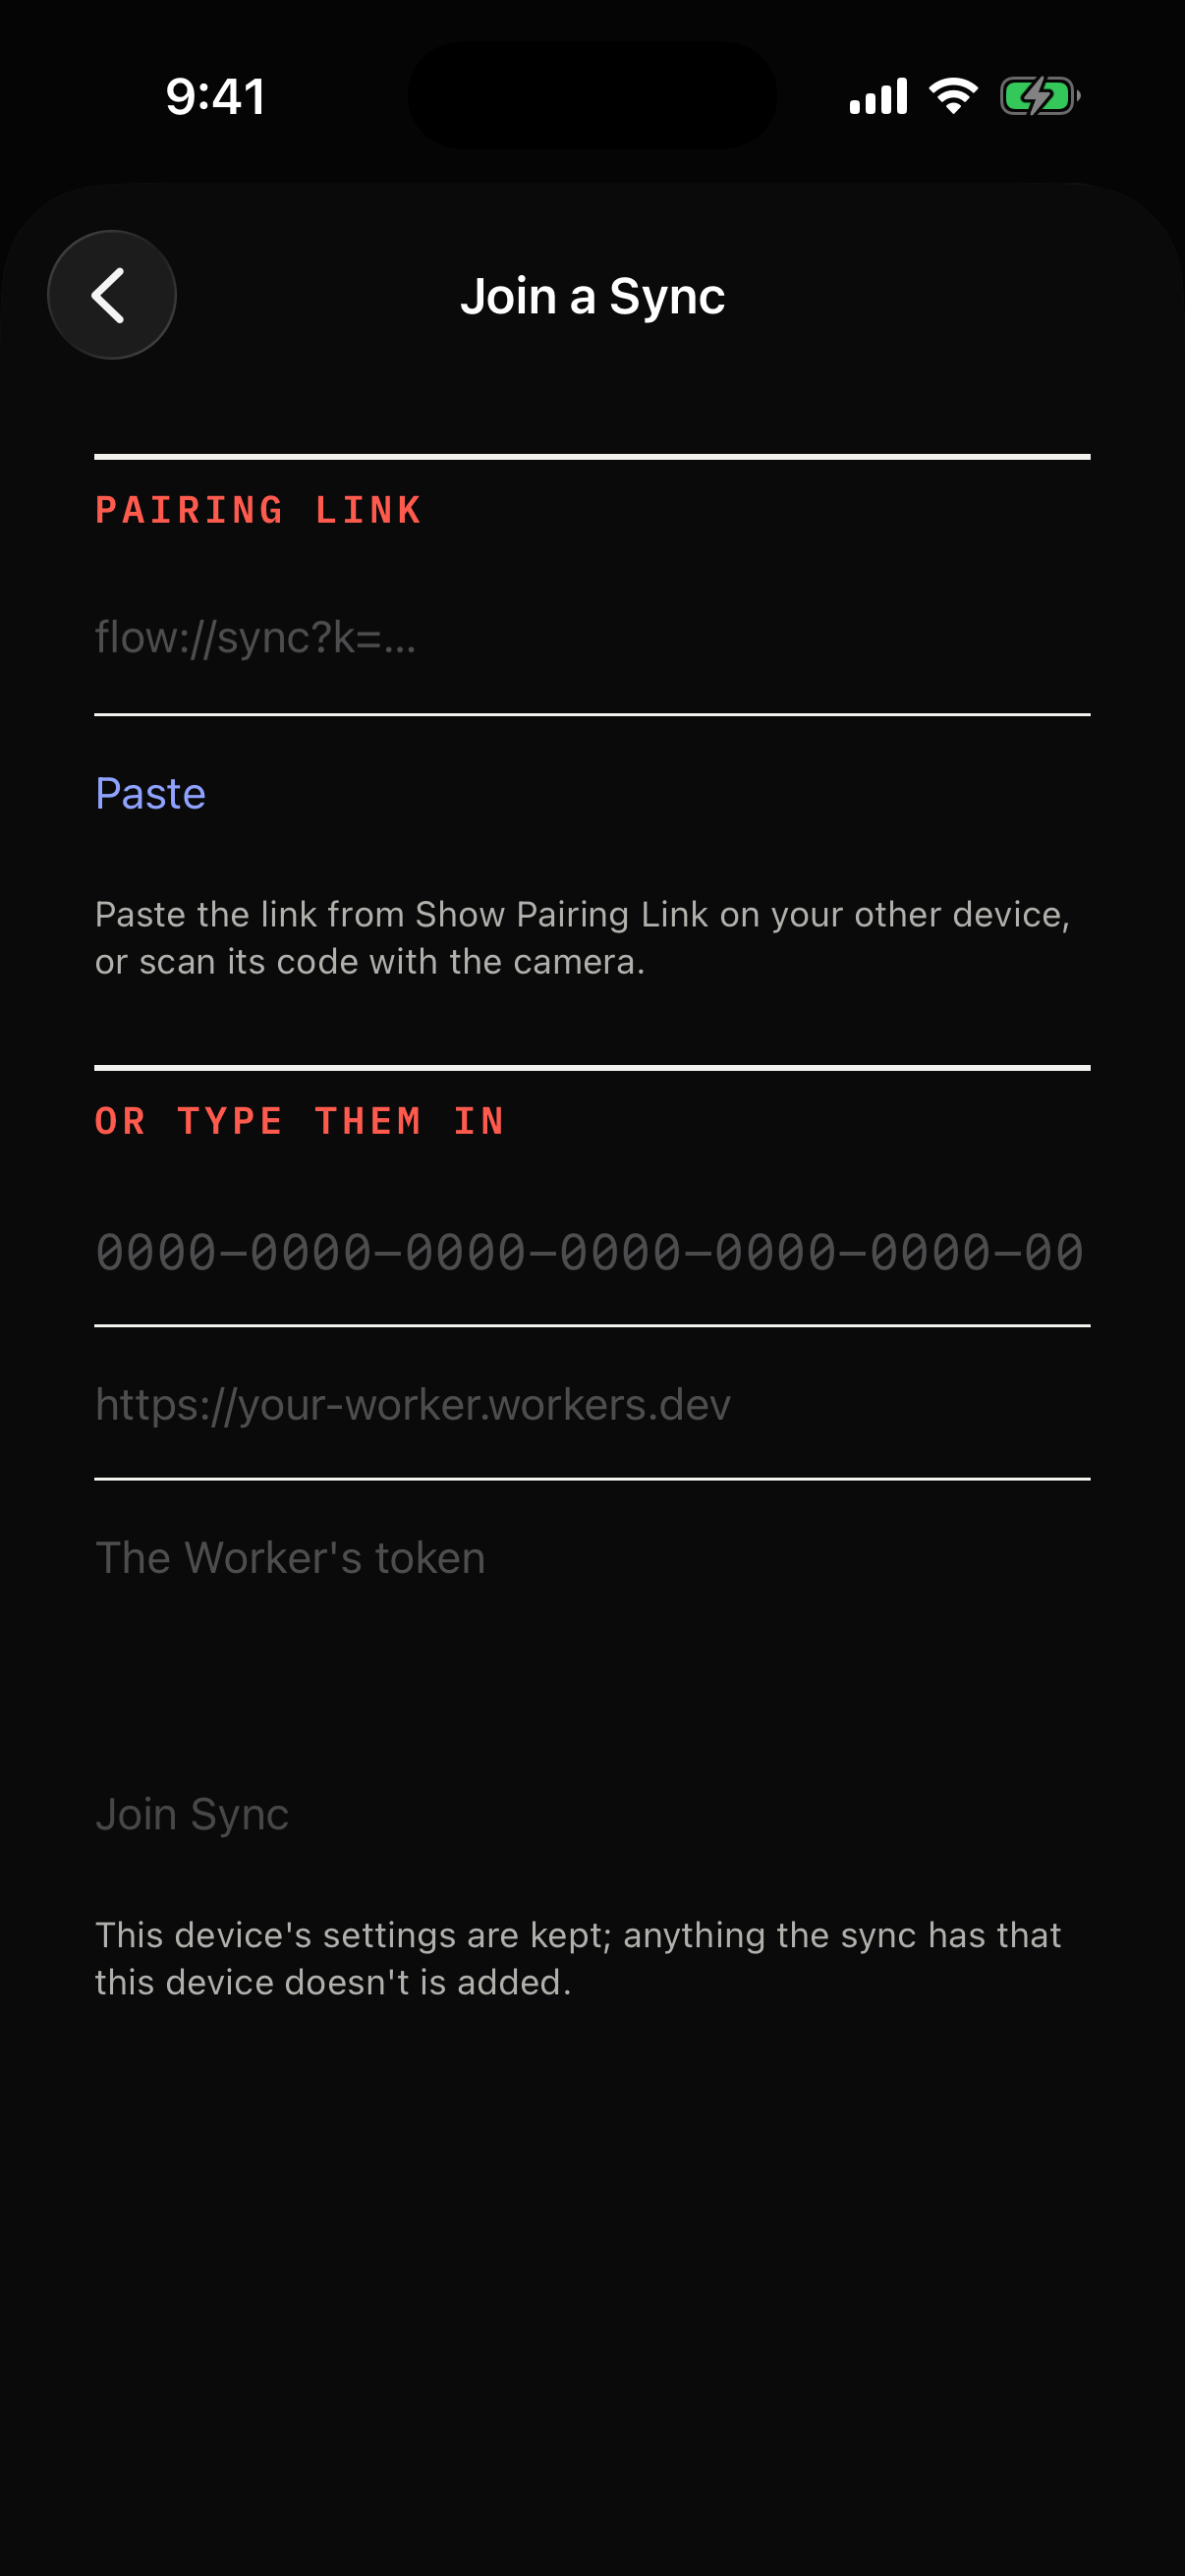 9:41
Join a Sync
PAIRING LINK
flow://sync?k=...
Paste
Paste the link from Show Pairing Link on your other device,
or scan its code with the camera.
OR TYPE THEM IN
0000–0000–0000–0000–0000–0000–00
https://your-worker.workers.dev
The Worker's token
Join Sync
This device's settings are kept; anything the sync has that
this device doesn't is added.